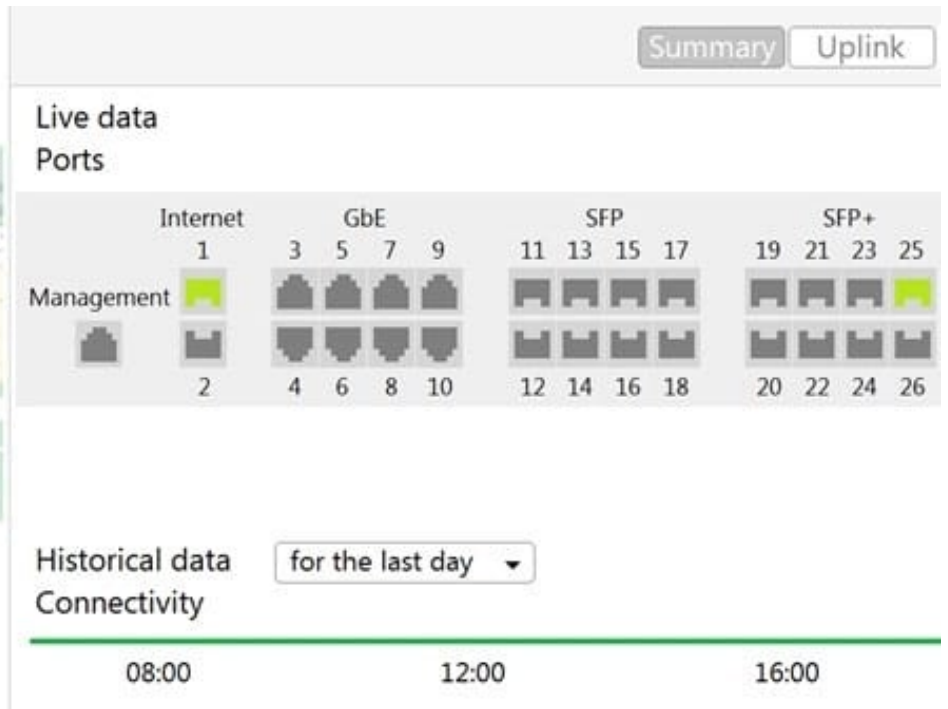 Summary Uplink
Live data
Ports
Internet GbE SFP SFP+
1 3 5 7 9 11 13 15 17 19 21 23 25
Management
2 4 6 8 10 12 14 16 18 20 22 24 26
Historical data for the last day
Connectivity
08:00 12:00 16:00